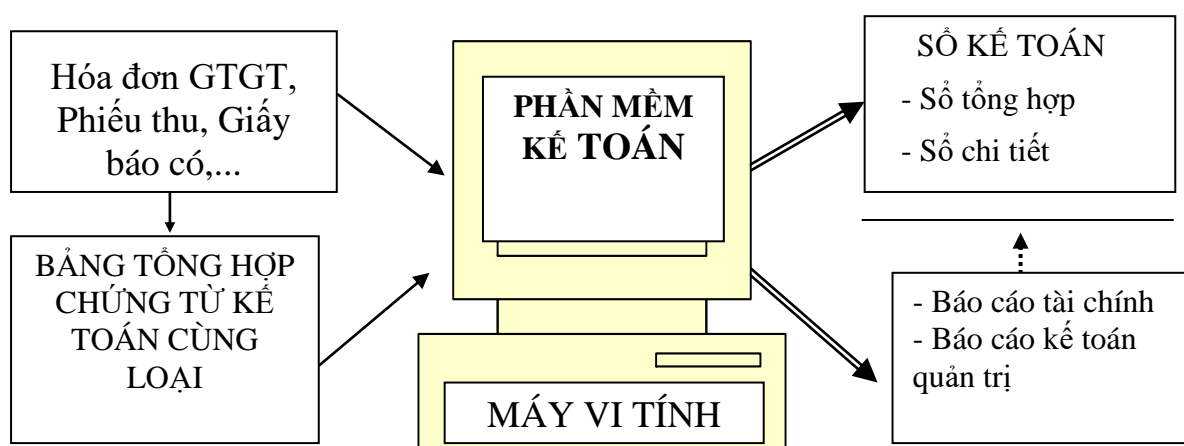 Hóa đơn GTGT,
Phiếu thu, Giấy
báo có,...
BẢNG TỔNG HỢP
CHỨNG TỪ KẾ
TOÁN CÙNG
LOẠI
PHẦN MỀM
KẾ TOÁN
MÁY VI TÍNH
SỔ KẾ TOÁN
- Sổ tổng hợp
- Sổ chi tiết
- Báo cáo tài chính
- Báo cáo kế toán
quản trị